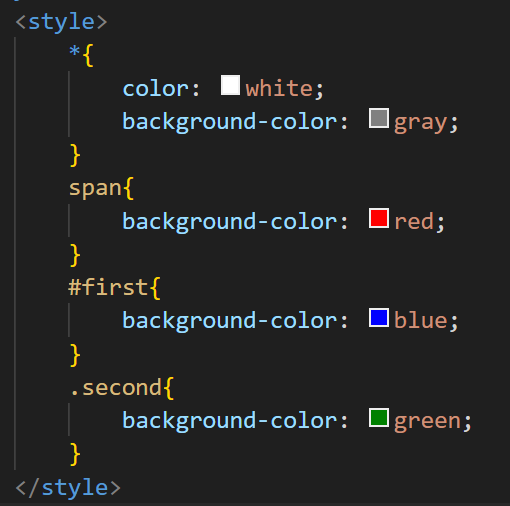 <style>
*{
color: white;
background-color: gray;
}
span{
background-color: red;
}
#first{
background-color: blue;
}
.second{
background-color: green;
}
</style>